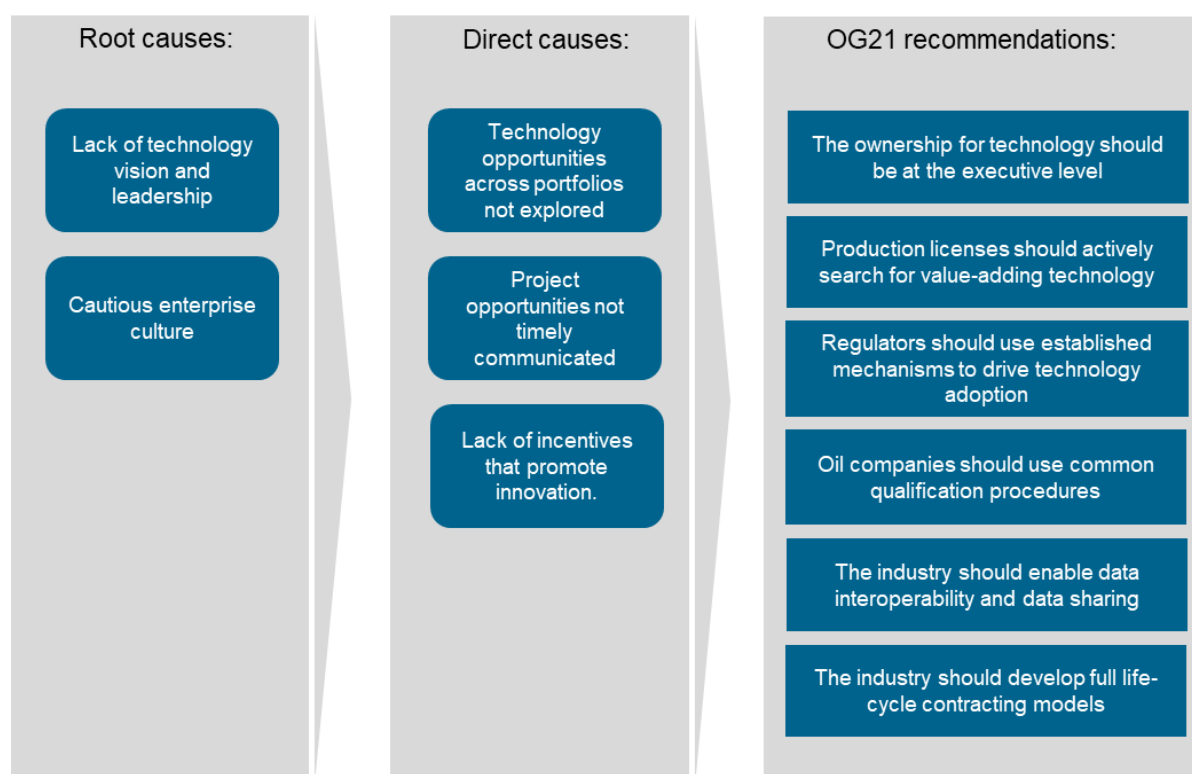 Root causes:
Lack of technology
vision and
leadership
Cautious enterprise
culture
Direct causes:
Technology
opportunities
across portfolios
not explored
Project
opportunities not
timely
communicated
Lack of incentives
that promote
innovation.
OG21 recommendations:
The ownership for technology should
be at the executive level
Production licenses should actively
search for value-adding technology
Regulators should use established
mechanisms to drive technology
adoption
Oil companies should use common
qualification procedures
The industry should enable data
interoperability and data sharing
The industry should develop full life-
cycle contracting models